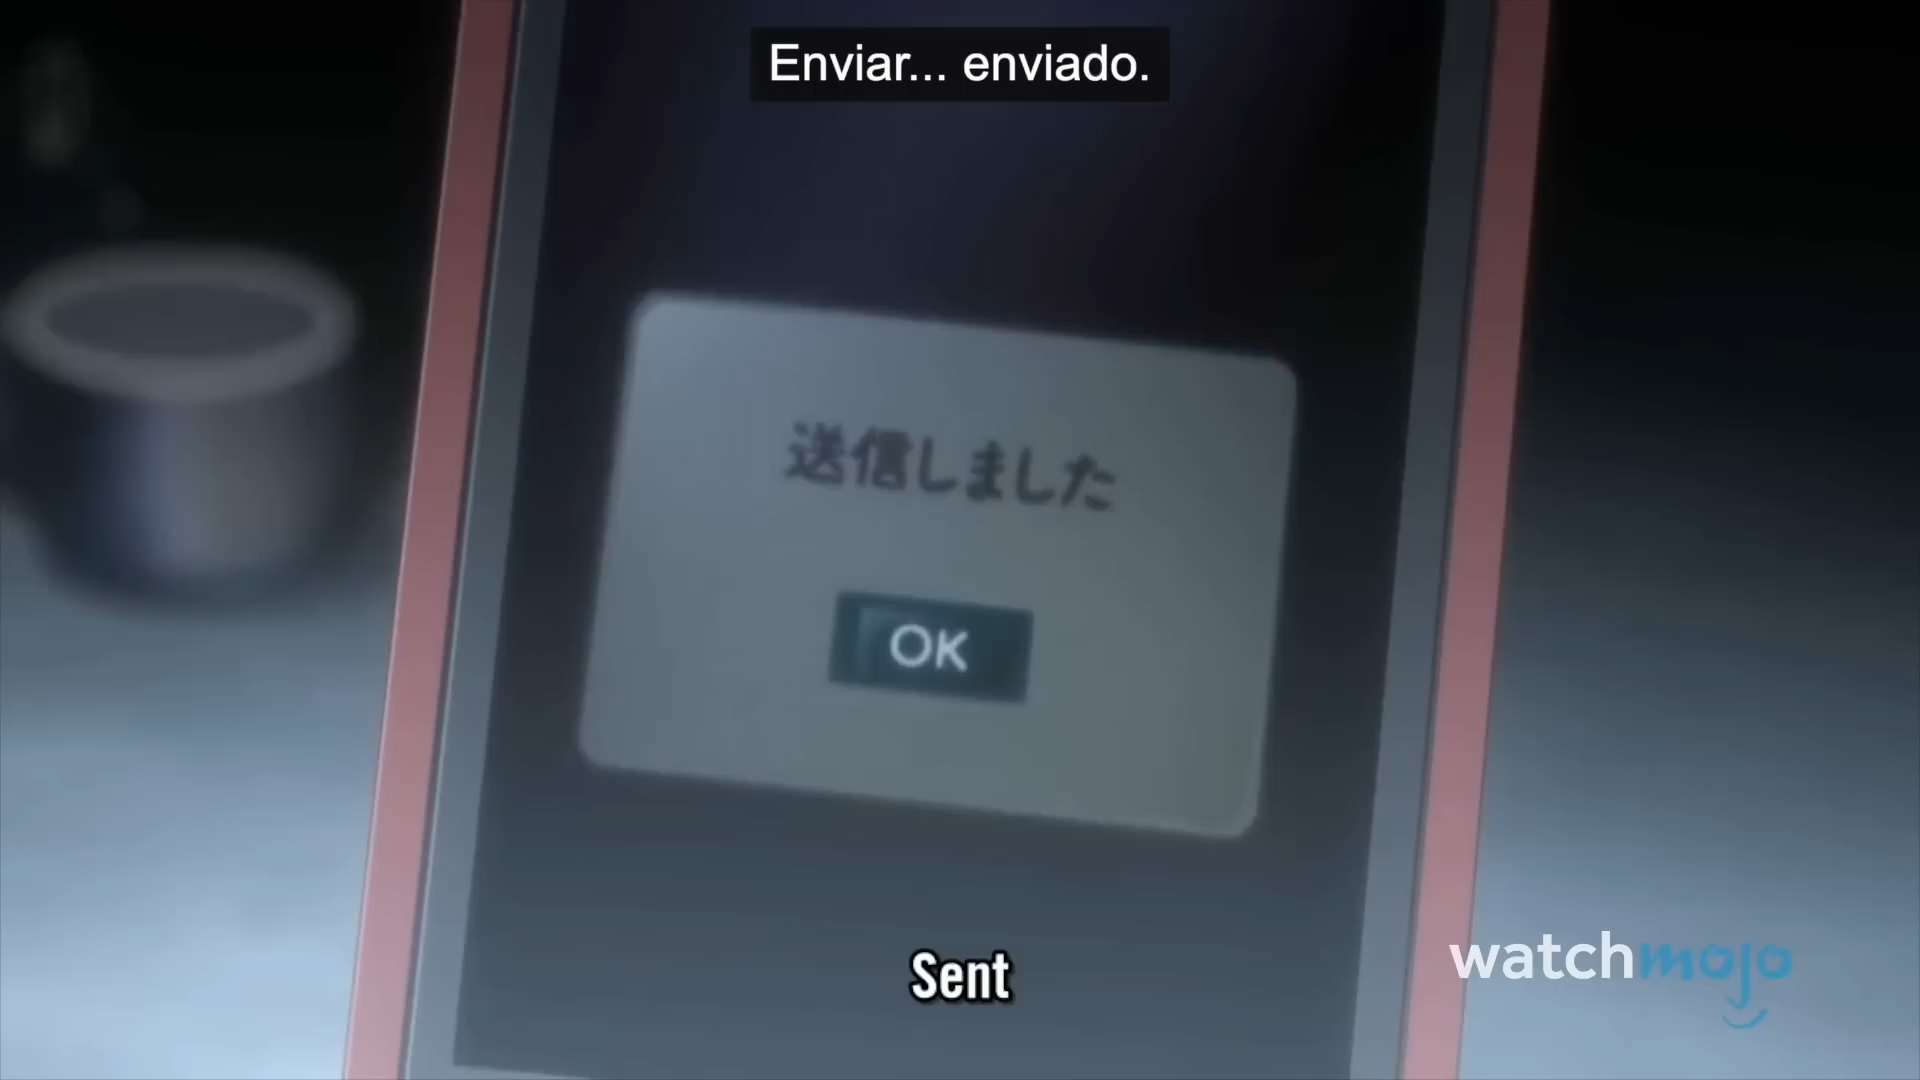 Enviar... enviado.
送信しました
OK
watchmojo
Sent